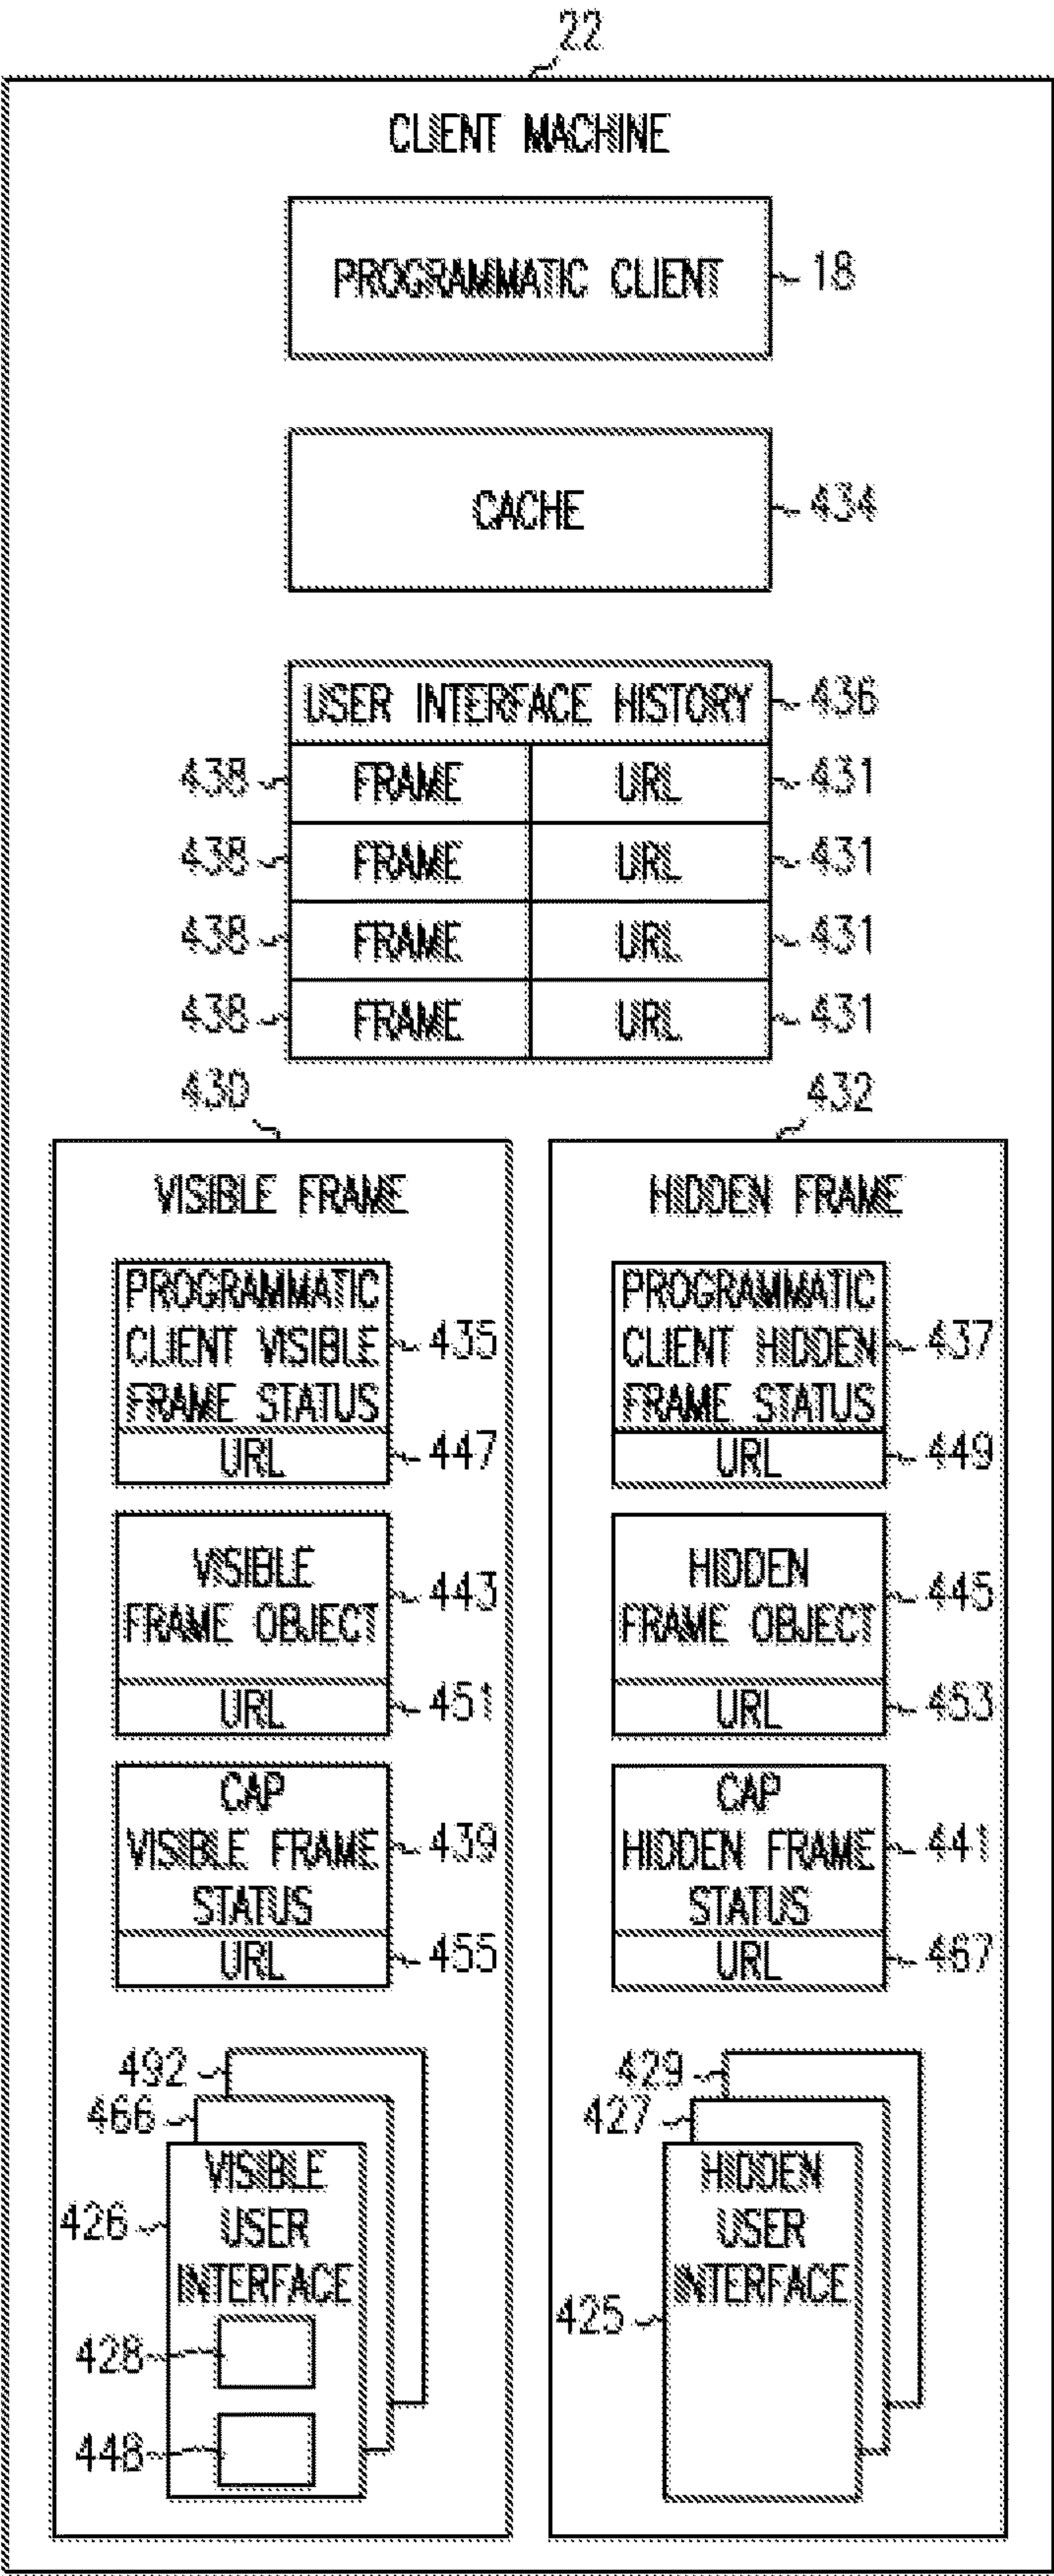 22
CLIENT MACHINE
PROGRAMMATIC CLIENT
18
CACHE
434
USER INTERFACE HISTORY
436
438 FRAME URL 431
438 FRAME URL 431
438 FRAME URL 431
438 FRAME URL 431
430
VISIBLE FRAME
PROGRAMMATIC
CLIENT VISIBLE
FRAME STATUS
435
URL
447
VISIBLE
FRAME OBJECT
443
URL
451
CAP
VISIBLE FRAME
STATUS
439
URL
455
492
466
426
VISIBLE
USER
INTERFACE
428
448
432
HIDDEN FRAME
PROGRAMMATIC
CLIENT HIDDEN
FRAME STATUS
437
URL
449
HIDDEN
FRAME OBJECT
445
URL
453
CAP
HIDDEN FRAME
STATUS
441
URL
467
429
427
HIDDEN
USER
INTERFACE
425